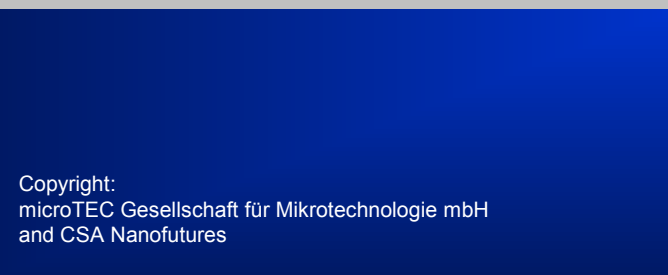 Copyright:
microTEC Gesellschaft für Mikrotechnologie mbH
and CSA Nanofutures